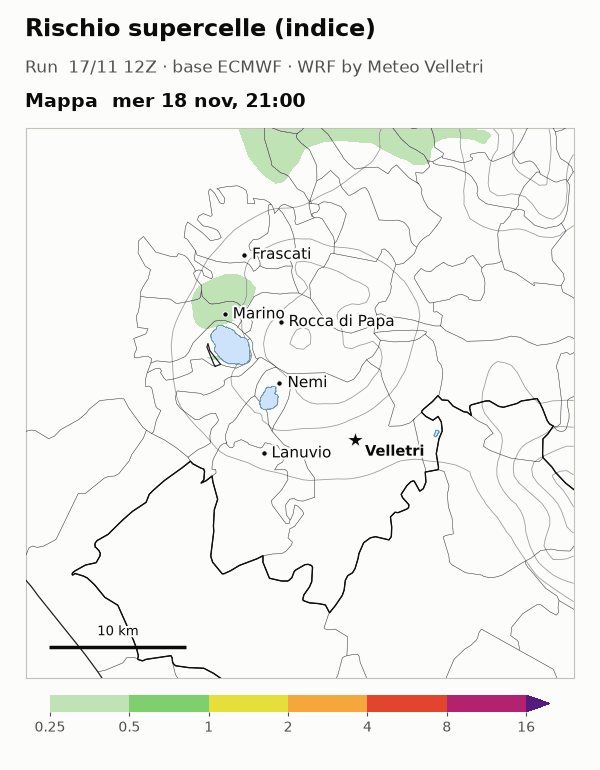 Rischio supercelle (indice)
Run 17/11 12Z · base ECMWF · WRF by Meteo Velletri
Mappa mer 18 nov, 21:00
Frascati
Marino
Rocca di Papa
Nemi
Velletri
Lanuvio
10 km
0.25 0.5 1 2 4 8 16